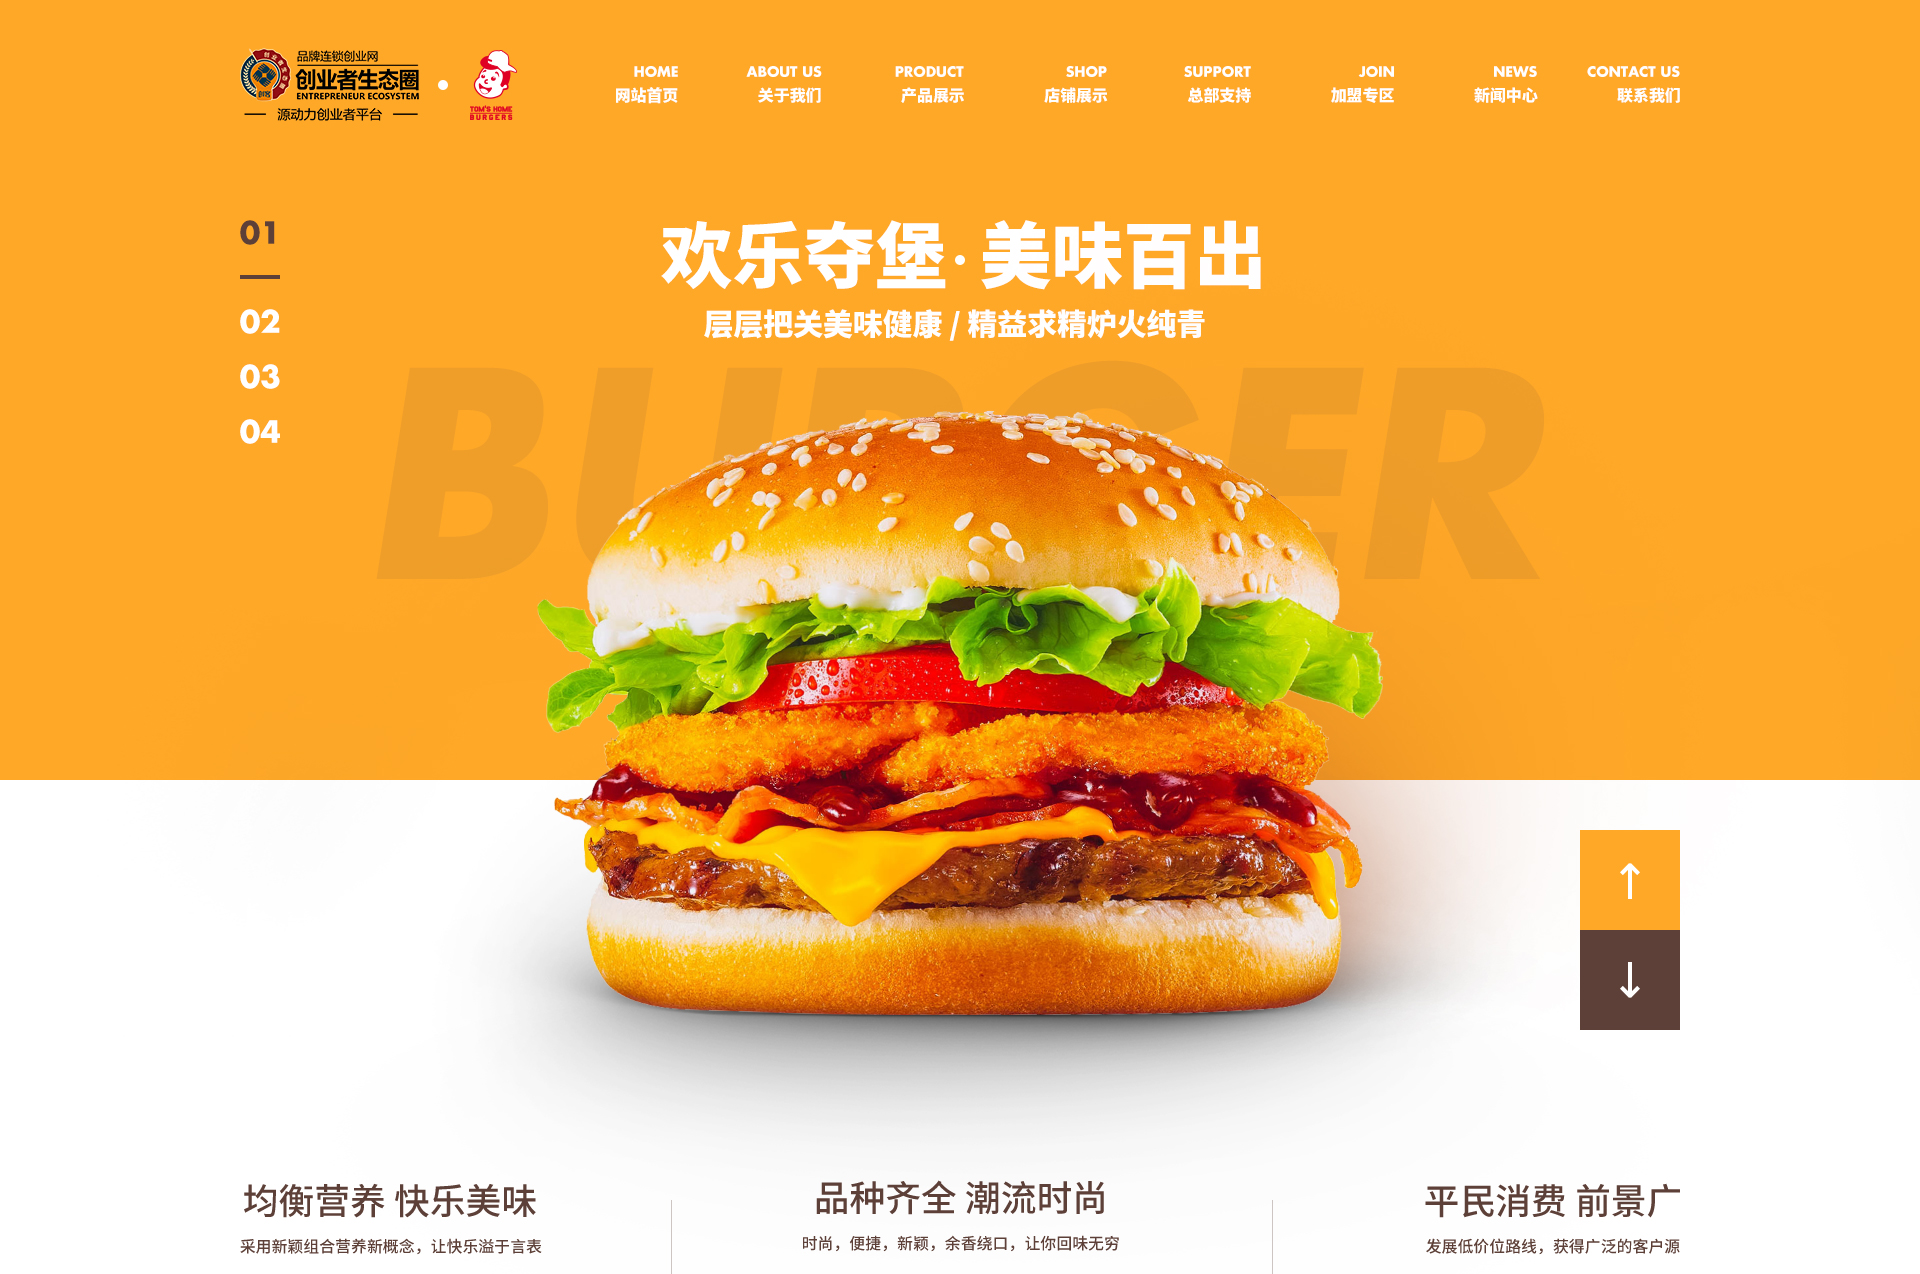 品牌连锁创业网
创业者生态圈
ENTREPRENEUR ECOSYSTEM
源动力创业者平台
创客
TOM'S HOME
BURGERS
HOME
网站首页
ABOUT US
关于我们
PRODUCT
产品展示
SHOP
店铺展示
SUPPORT
总部支持
JOIN
加盟专区
NEWS
新闻中心
CONTACT US
联系我们
01
02
03
04
欢乐夺堡·美味百出
层层把关美味健康 / 精益求精炉火纯青
BURGER
均衡营养 快乐美味
采用新颖组合营养新概念，让快乐溢于言表
品种齐全 潮流时尚
时尚，便捷，新颖，余香绕口，让你回味无穷
平民消费 前景广
发展低价位路线，获得广泛的客户源